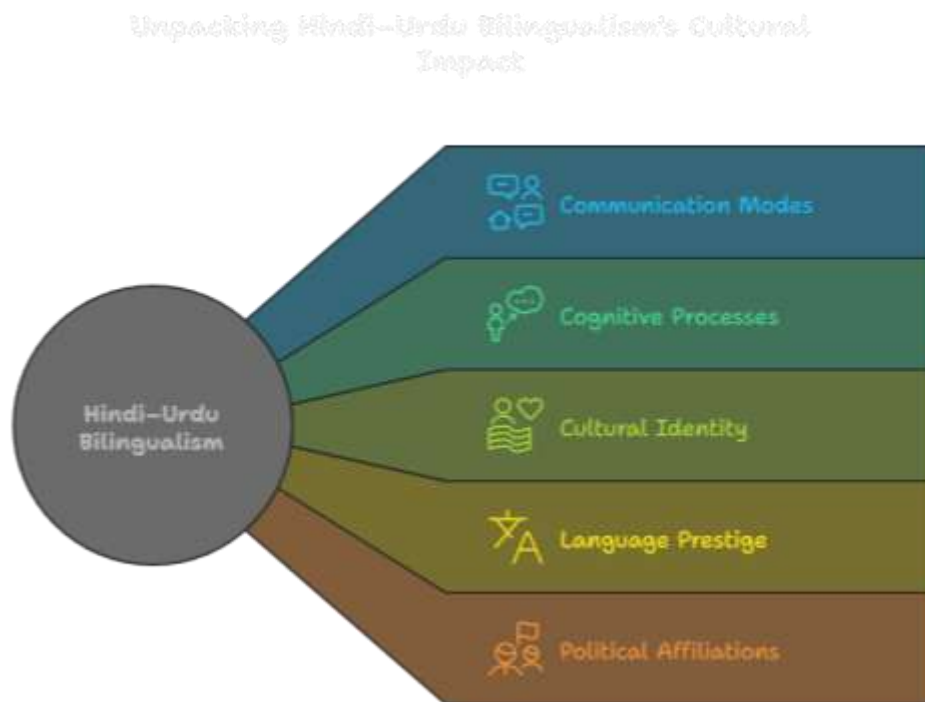 Unpacking Hindi-Urdu Bilingualism's Cultural
Impact
Communication Modes
Cognitive Processes
Hindi-Urdu
Bilingualism
Cultural Identity
Language Prestige
Political Affiliations